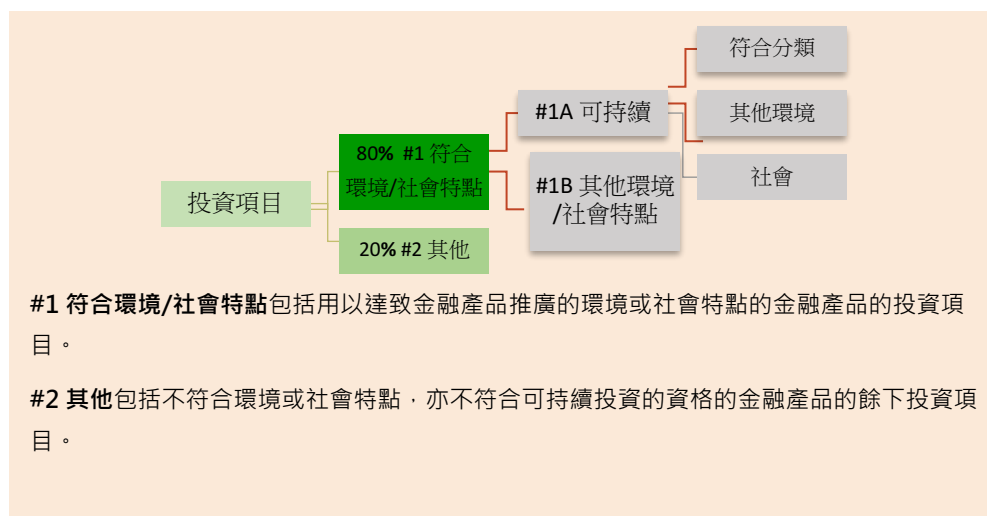 符合分類
#1A 可持續
其他環境
80% #1 符合
環境/社會特點
社會
#1B 其他環境
/社會特點
投資項目
20% #2 其他
#1 符合環境/社會特點包括用以達致金融產品推廣的環境或社會特點的金融產品的投資項
目。
#2 其他包括不符合環境或社會特點，亦不符合可持續投資的資格的金融產品的餘下投資項
目。